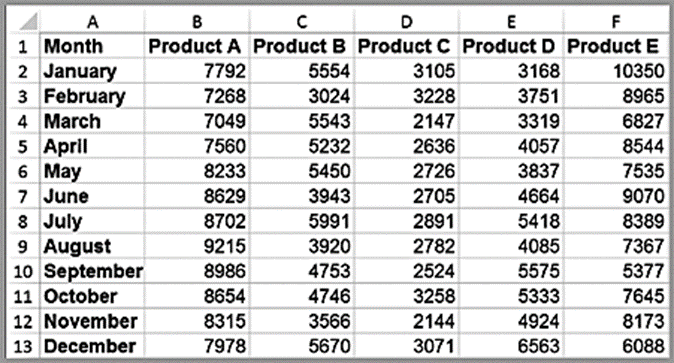 A B C D E F
1 Month Product A Product B Product C Product D Product E
2 January 7792 5554 3105 3168 10350
3 February 7268 3024 3228 3751 8965
4 March 7049 5543 2147 3319 6827
5 April 7560 5232 2636 4057 8544
6 May 8233 5450 2726 3837 7535
7 June 8629 3943 2705 4664 9070
8 July 8702 5991 2891 5418 8389
9 August 9215 3920 2782 4085 7367
10 September 8986 4753 2524 5575 5377
11 October 8654 4746 3258 5333 7645
12 November 8315 3566 2144 4924 8173
13 December 7978 5670 3071 6563 6088